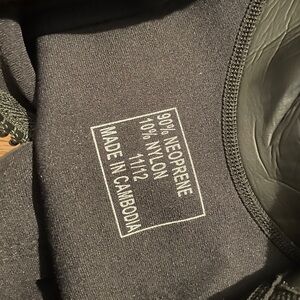 90% NEOPRENE
10% NYLON
11/12
MADE IN CAMBODIA